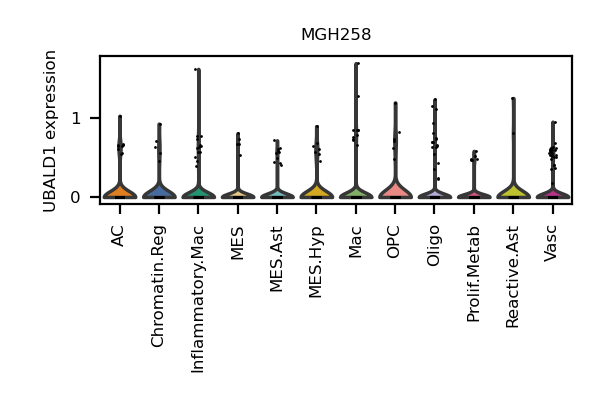 MGH258
UBALD1 expression
1
0
AC
Chromatin.Reg
Inflammatory.Mac
MES
MES.Ast
MES.Hyp
Mac
OPC
Oligo
Prolif.Metab
Reactive.Ast
Vasc